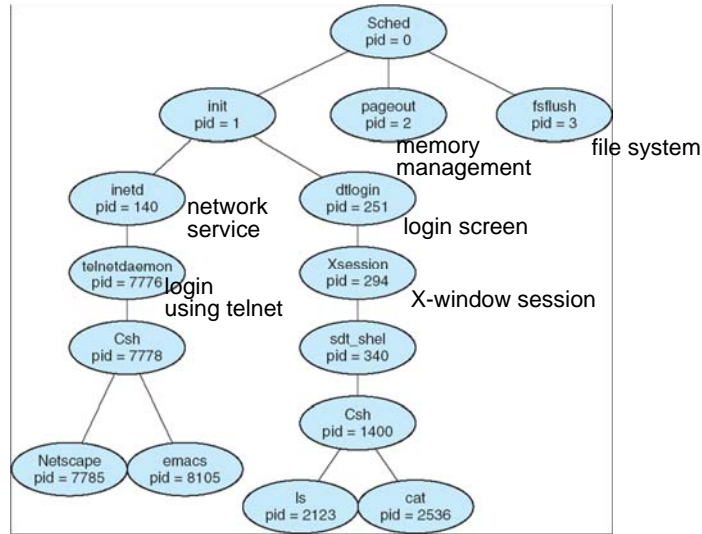 Sched
pid = 0
init
pid = 1
pageout
pid = 2
fsflush
pid = 3
memory
management
file system
inetd
pid = 140
network
service
dtlogin
pid = 251
login screen
telnetdaemon
pid = 7776
login
using telnet
Xsession
pid = 294
X-window session
Csh
pid = 7778
sdt_shel
pid = 340
Csh
pid = 1400
Netscape
pid = 7785
emacs
pid = 8105
ls
pid = 2123
cat
pid = 2536